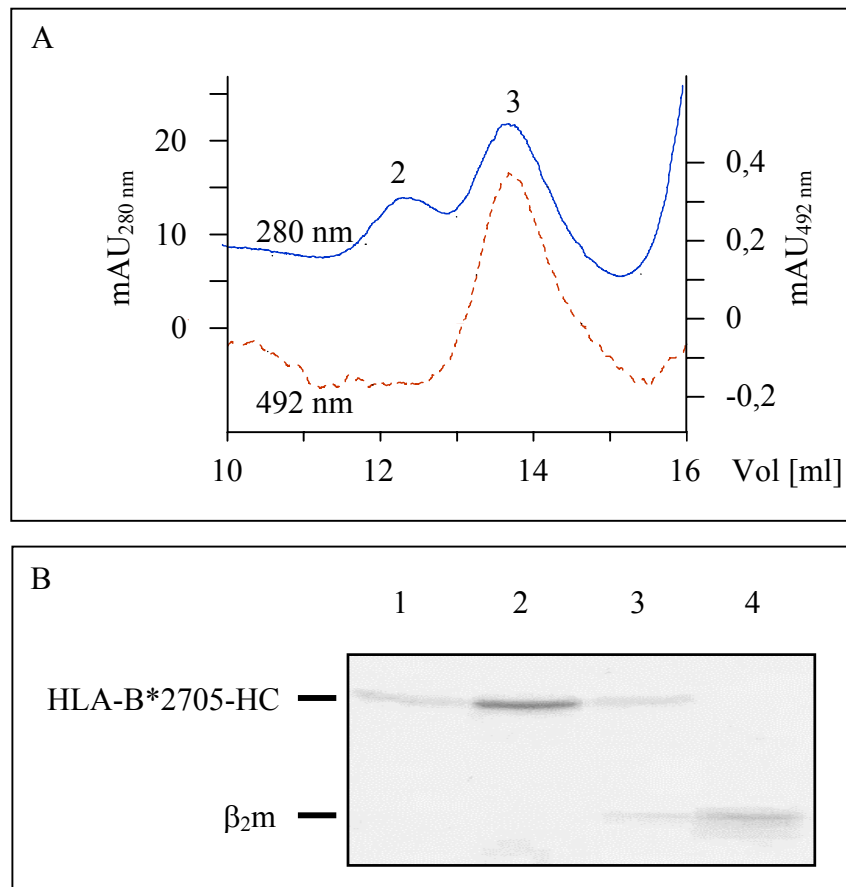 A
3
2
20
10
0
mAU280 nm
280 nm
492 nm
0,4
0,2
0
-0,2
mAU492 nm
10 12 14 16 Vol [ml]
B
1 2 3 4
HLA-B*2705-HC
β2m